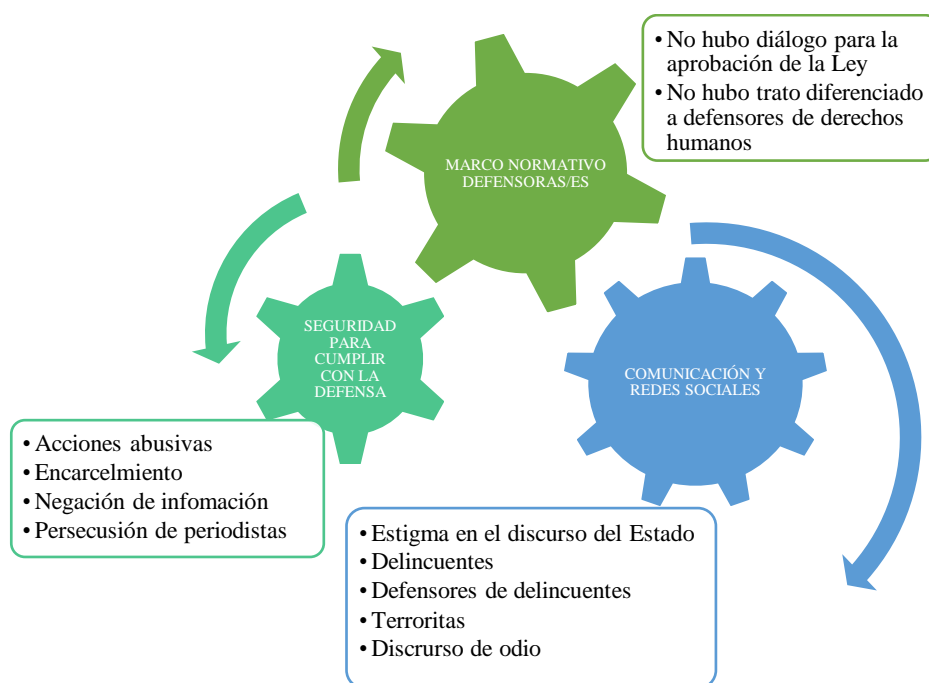 • No hubo diálogo para la
aprobación de la Ley
• No hubo trato diferenciado
a defensores de derechos
humanos
MARCO NORMATIVO
DEFENSORAS/ES
SEGURIDAD
PARA
CUMPLIR
CON LA
DEFENSA
COMUNICACIÓN Y
REDES SOCIALES
• Acciones abusivas
• Encarcelmiento
• Negación de infomación
• Persecusión de periodistas
• Estigma en el discurso del Estado
• Delincuentes
• Defensores de delincuentes
• Terroritas
• Discrurso de odio